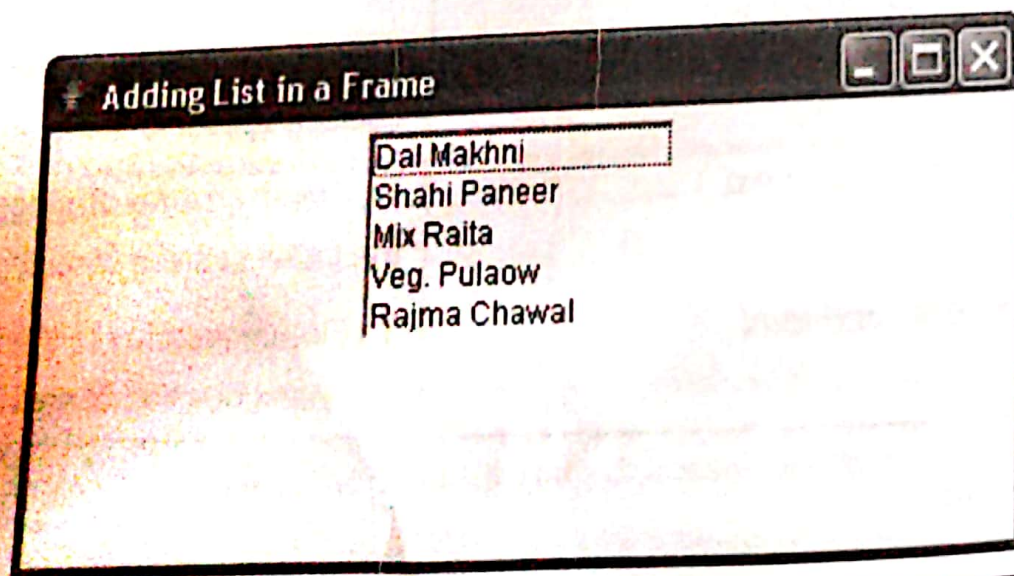 Adding List in a Frame
Dal Makhni
Shahi Paneer
Mix Raita
Veg. Pulaow
Rajma Chawal